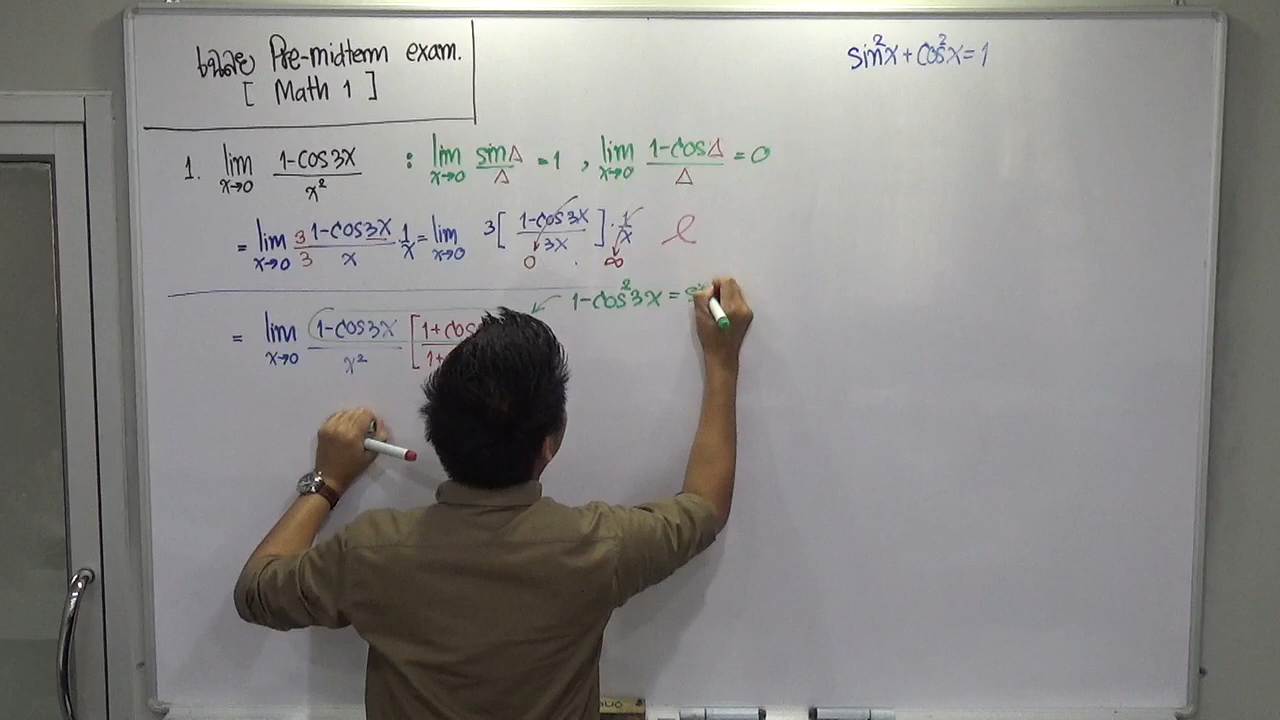 เฉลย Pre-midterm exam.
[ Math 1 ]
sin²x + cos²x = 1
1. lim x→0 (1-cos3x)/x² : lim x→0 sin△/△ = 1 , lim x→0 (1-cos△)/△ = 0
= lim x→0 3/3 (1-cos3x)/x · 1/x = lim x→0 3[ (1-cos3x)/3x ] · 1/x
0 ∞
1-cos²3x =
= lim x→0 (1-cos3x)/x² [ 1+cos